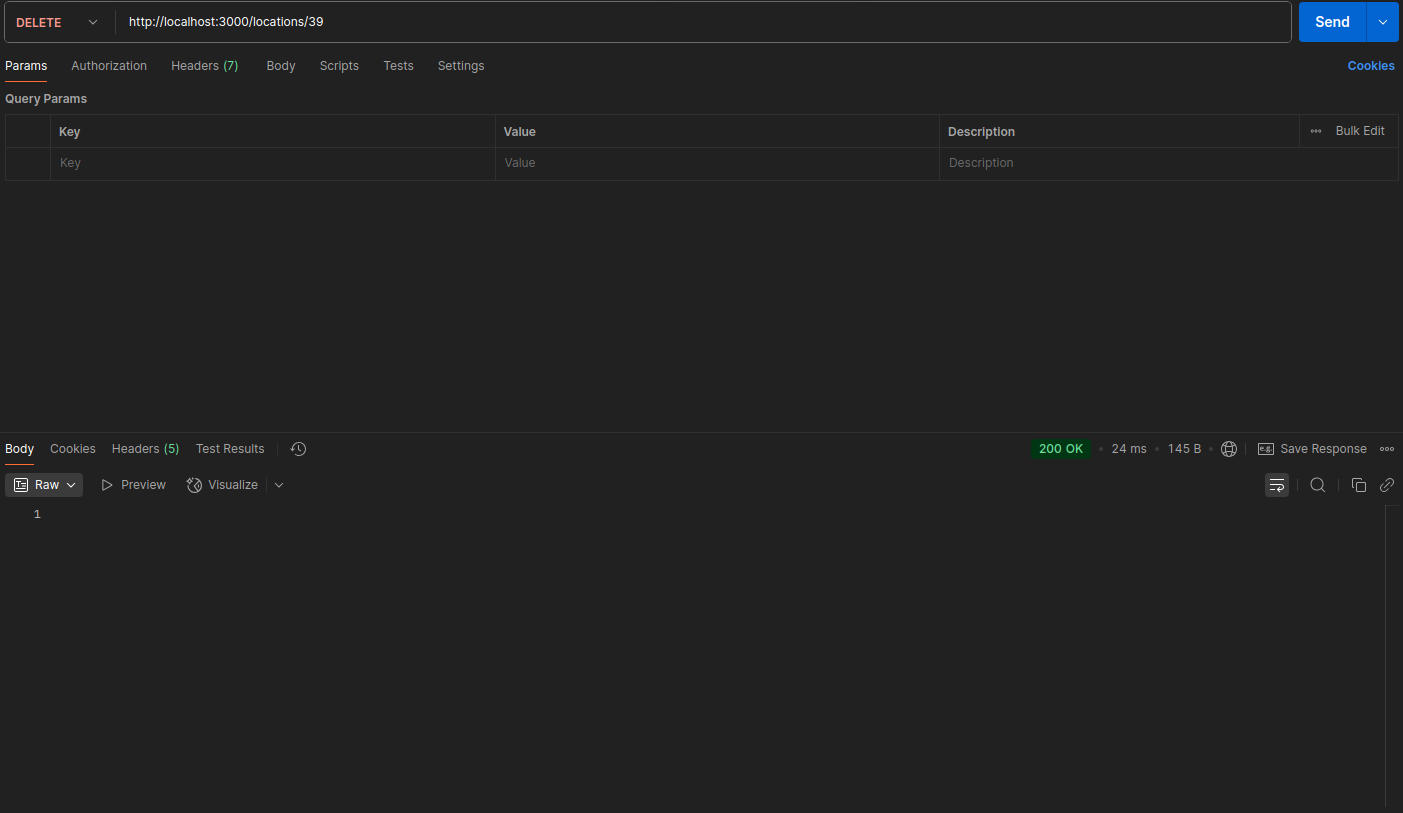 DELETE http://localhost:3000/locations/39 Send
Params Authorization Headers (7) Body Scripts Tests Settings Cookies
Query Params
Key Value Description Bulk Edit
Key Value Description
Body Cookies Headers (5) Test Results 200 OK • 24 ms • 145 B • e.g. Save Response
Raw Preview Visualize
1